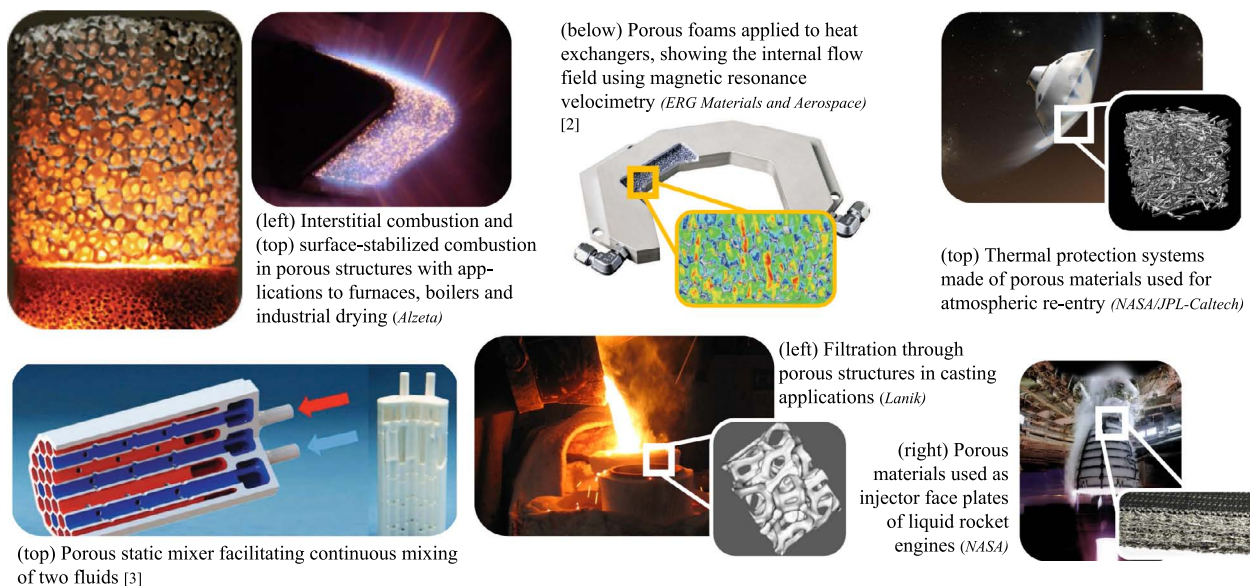 (below) Porous foams applied to heat
exchangers, showing the internal flow
field using magnetic resonance
velocimetry (ERG Materials and Aerospace)
[2]
(left) Interstitial combustion and
(top) surface-stabilized combustion
in porous structures with app-
lications to furnaces, boilers and
industrial drying (Alzeta)
(top) Thermal protection systems
made of porous materials used for
atmospheric re-entry (NASA/JPL-Caltech)
(top) Porous static mixer facilitating continuous mixing
of two fluids [3]
(left) Filtration through
porous structures in casting
applications (Lanik)
(right) Porous
materials used as
injector face plates
of liquid rocket
engines (NASA)